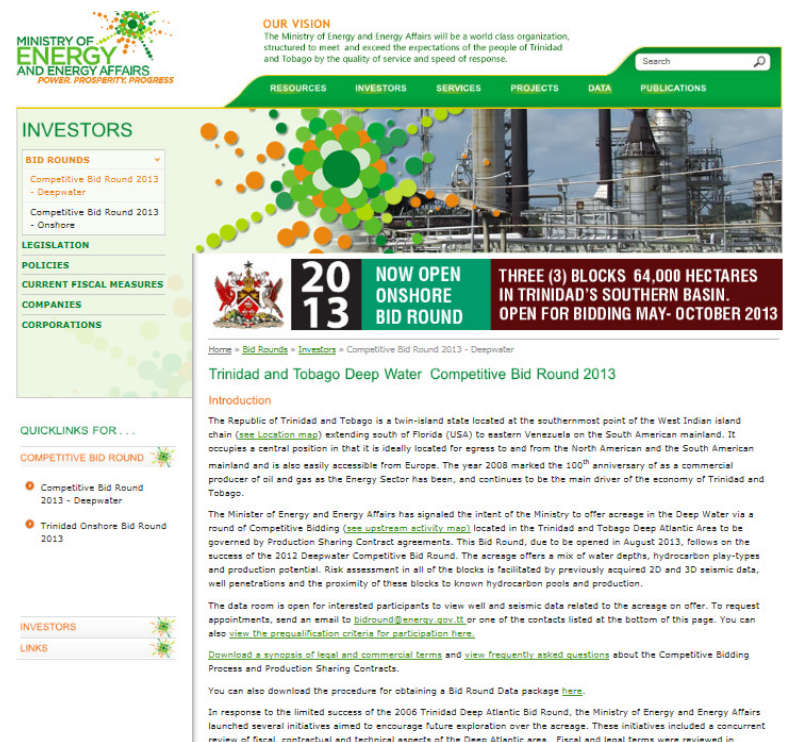 MINISTRY OF
ENERGY
AND ENERGY AFFAIRS
POWER. PROSPERITY. PROGRESS
OUR VISION
The Ministry of Energy and Energy Affairs will be a world class organization,
structured to meet and exceed the expectations of the people of Trinidad
and Tobago by the quality of service and speed of response.
Search
RESOURCES INVESTORS SERVICES PROJECTS DATA PUBLICATIONS
INVESTORS
BID ROUNDS
Competitive Bid Round 2013
- Deepwater
Competitive Bid Round 2013
- Onshore
LEGISLATION
POLICIES
CURRENT FISCAL MEASURES
COMPANIES
CORPORATIONS
QUICKLINKS FOR . . .
COMPETITIVE BID ROUND
Competitive Bid Round
2013 - Deepwater
Trinidad Onshore Bid Round
2013
INVESTORS
LINKS
20
13
NOW OPEN
ONSHORE
BID ROUND
THREE (3) BLOCKS 64,000 HECTARES
IN TRINIDAD'S SOUTHERN BASIN.
OPEN FOR BIDDING MAY- OCTOBER 2013
Home » Bid Rounds » Investors » Competitive Bid Round 2013 - Deepwater
Trinidad and Tobago Deep Water Competitive Bid Round 2013
Introduction
The Republic of Trinidad and Tobago is a twin-island state located at the southernmost point of the West Indian island
chain (see Location map) extending south of Florida (USA) to eastern Venezuela on the South American mainland. It
occupies a central position in that it is ideally located for egress to and from the North American and the South American
mainland and is also easily accessible from Europe. The year 2008 marked the 100th anniversary of as a commercial
producer of oil and gas as the Energy Sector has been, and continues to be the main driver of the economy of Trinidad and
Tobago.
The Minister of Energy and Energy Affairs has signaled the intent of the Ministry to offer acreage in the Deep Water via a
round of Competitive Bidding (see upstream activity map) located in the Trinidad and Tobago Deep Atlantic Area to be
governed by Production Sharing Contract agreements. This Bid Round, due to be opened in August 2013, follows on the
success of the 2012 Deepwater Competitive Bid Round. The acreage offers a mix of water depths, hydrocarbon play-types
and production potential. Risk assessment in all of the blocks is facilitated by previously acquired 2D and 3D seismic data,
well penetrations and the proximity of these blocks to known hydrocarbon pools and production.
The data room is open for interested participants to view well and seismic data related to the acreage on offer. To request
appointments, send an email to bidround@energy.gov.tt or one of the contacts listed at the bottom of this page. You can
also view the prequalification criteria for participation here.
Download a synopsis of legal and commercial terms and view frequently asked questions about the Competitive Bidding
Process and Production Sharing Contracts.
You can also download the procedure for obtaining a Bid Round Data package here.
In response to the limited success of the 2006 Trinidad Deep Atlantic Bid Round, the Ministry of Energy and Energy Affairs
launched several initiatives aimed to encourage future exploration over the acreage. These initiatives included a concurrent
review of fiscal, contractual and technical aspects of the Deep Atlantic area. Fiscal and legal terms were reviewed in